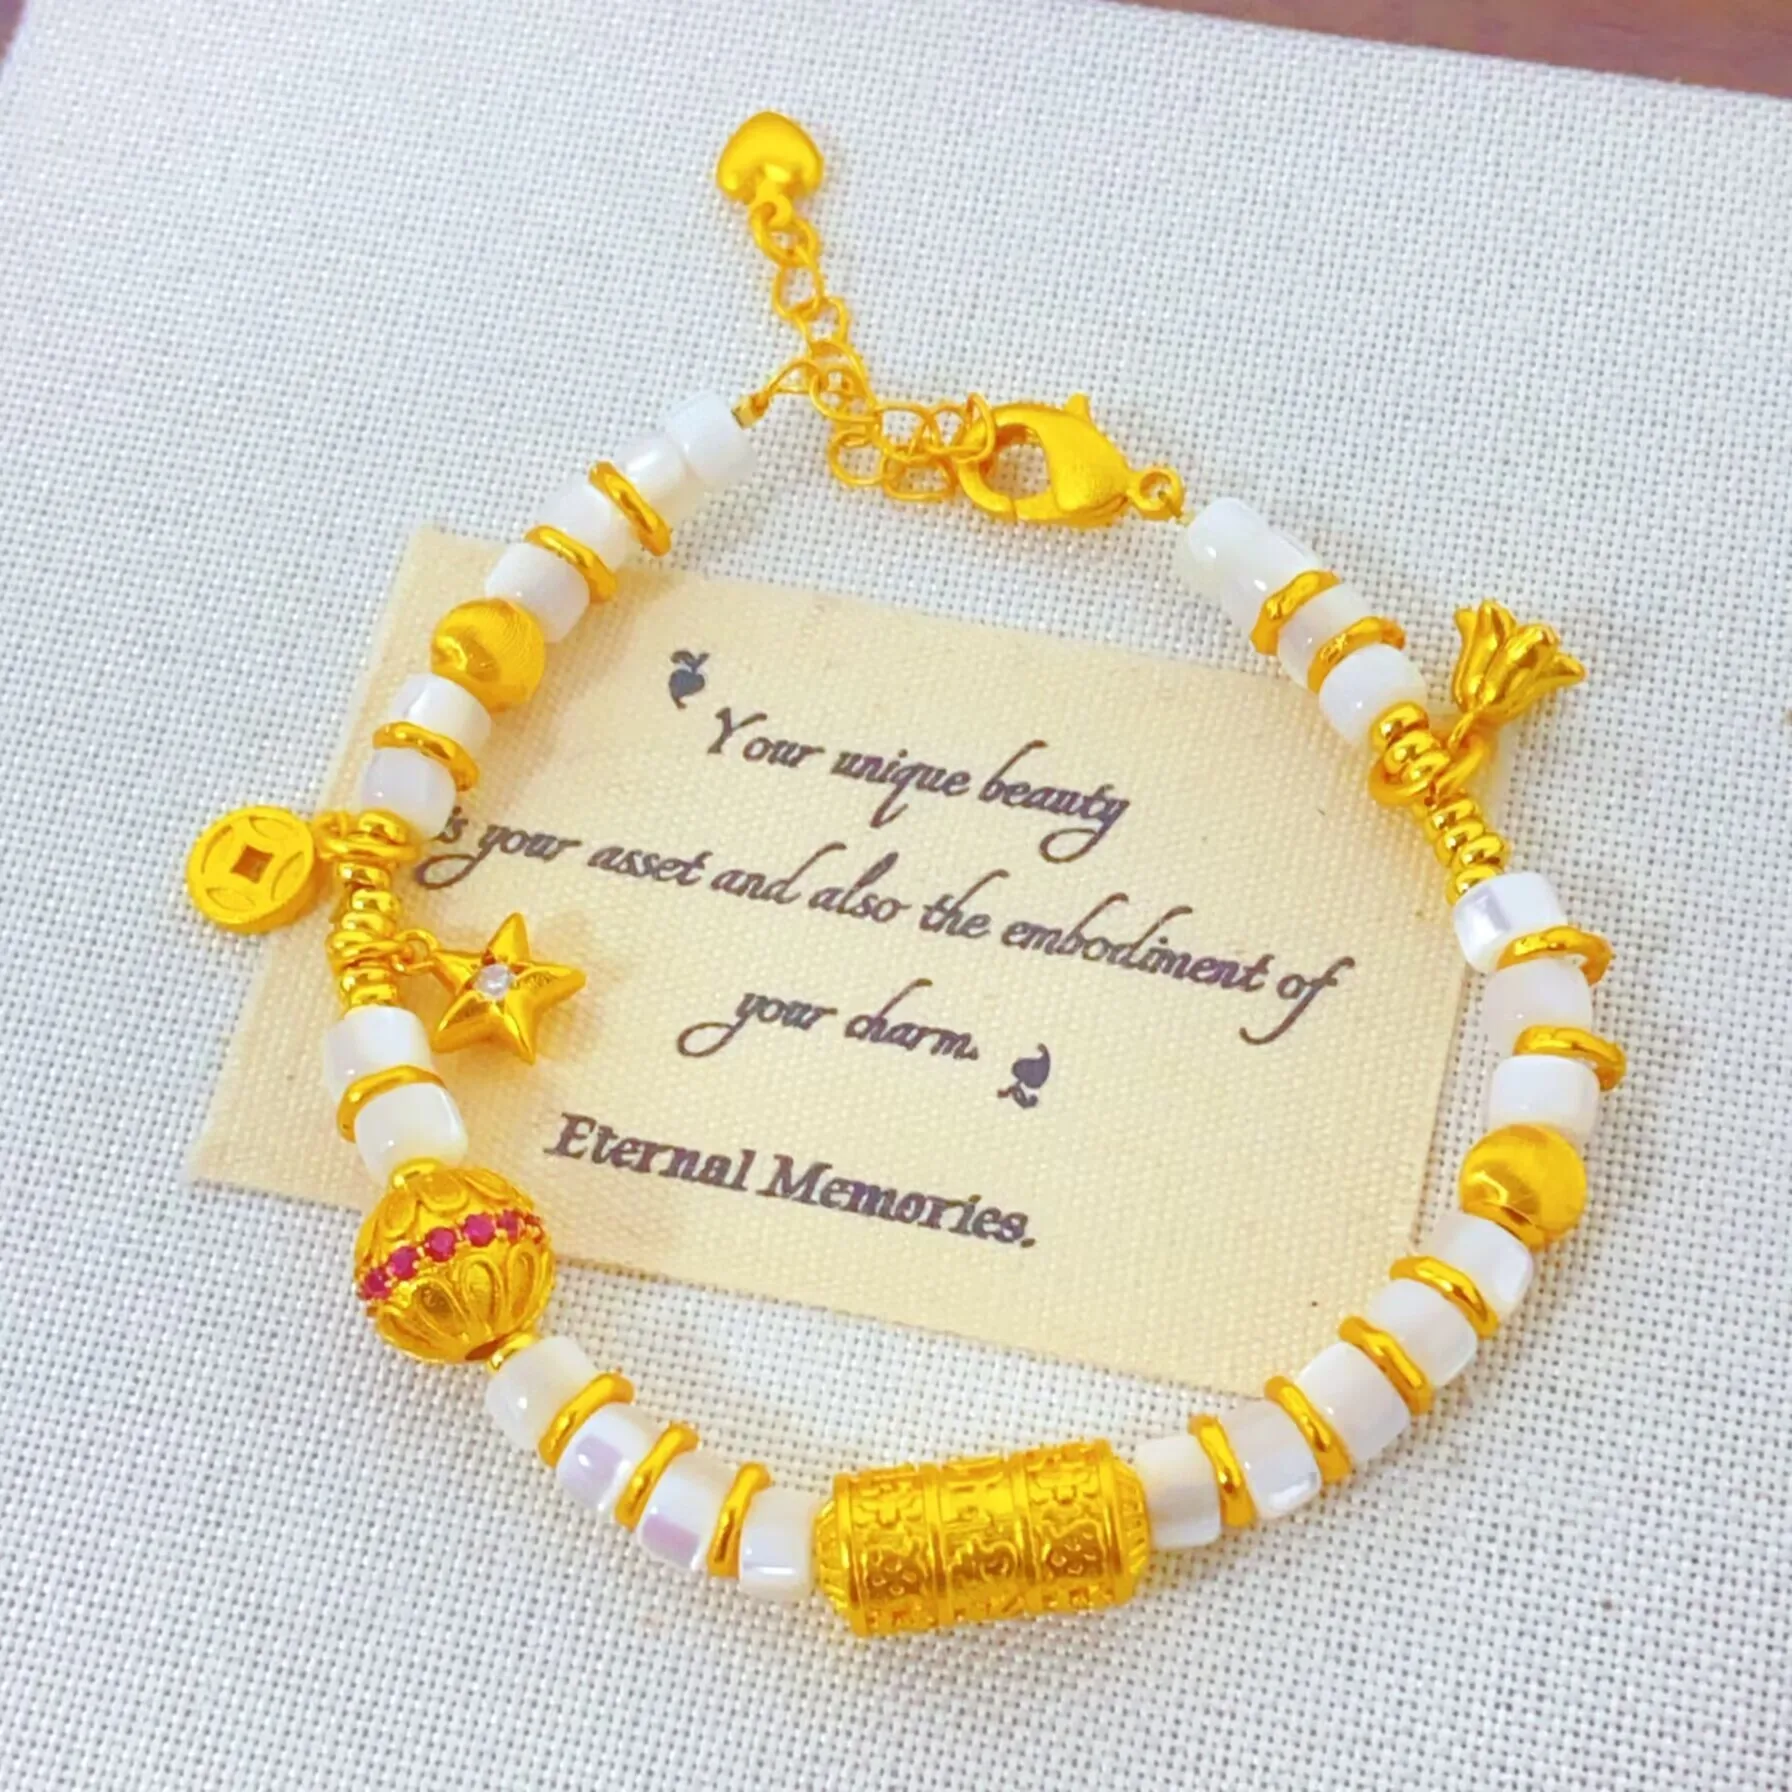 Your unique beauty
is your asset and also the embodiment of
your charm.
Eternal Memories.